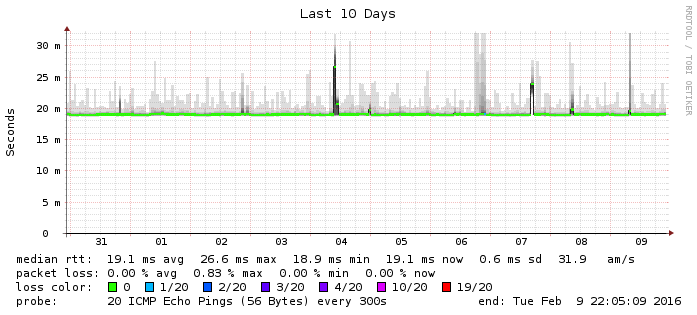 Last 10 Days
RRDTOOL / TOBI OETIKER
Seconds
30 m
25 m
20 m
15 m
10 m
5 m
0
31 01 02 03 04 05 06 07 08 09
median rtt: 19.1 ms avg 26.6 ms max 18.9 ms min 19.1 ms now 0.6 ms sd 31.9 am/s
packet loss: 0.00 % avg 0.83 % max 0.00 % min 0.00 % now
loss color: 0 1/20 2/20 3/20 4/20 10/20 19/20
probe: 20 ICMP Echo Pings (56 Bytes) every 300s end: Tue Feb 9 22:05:09 2016